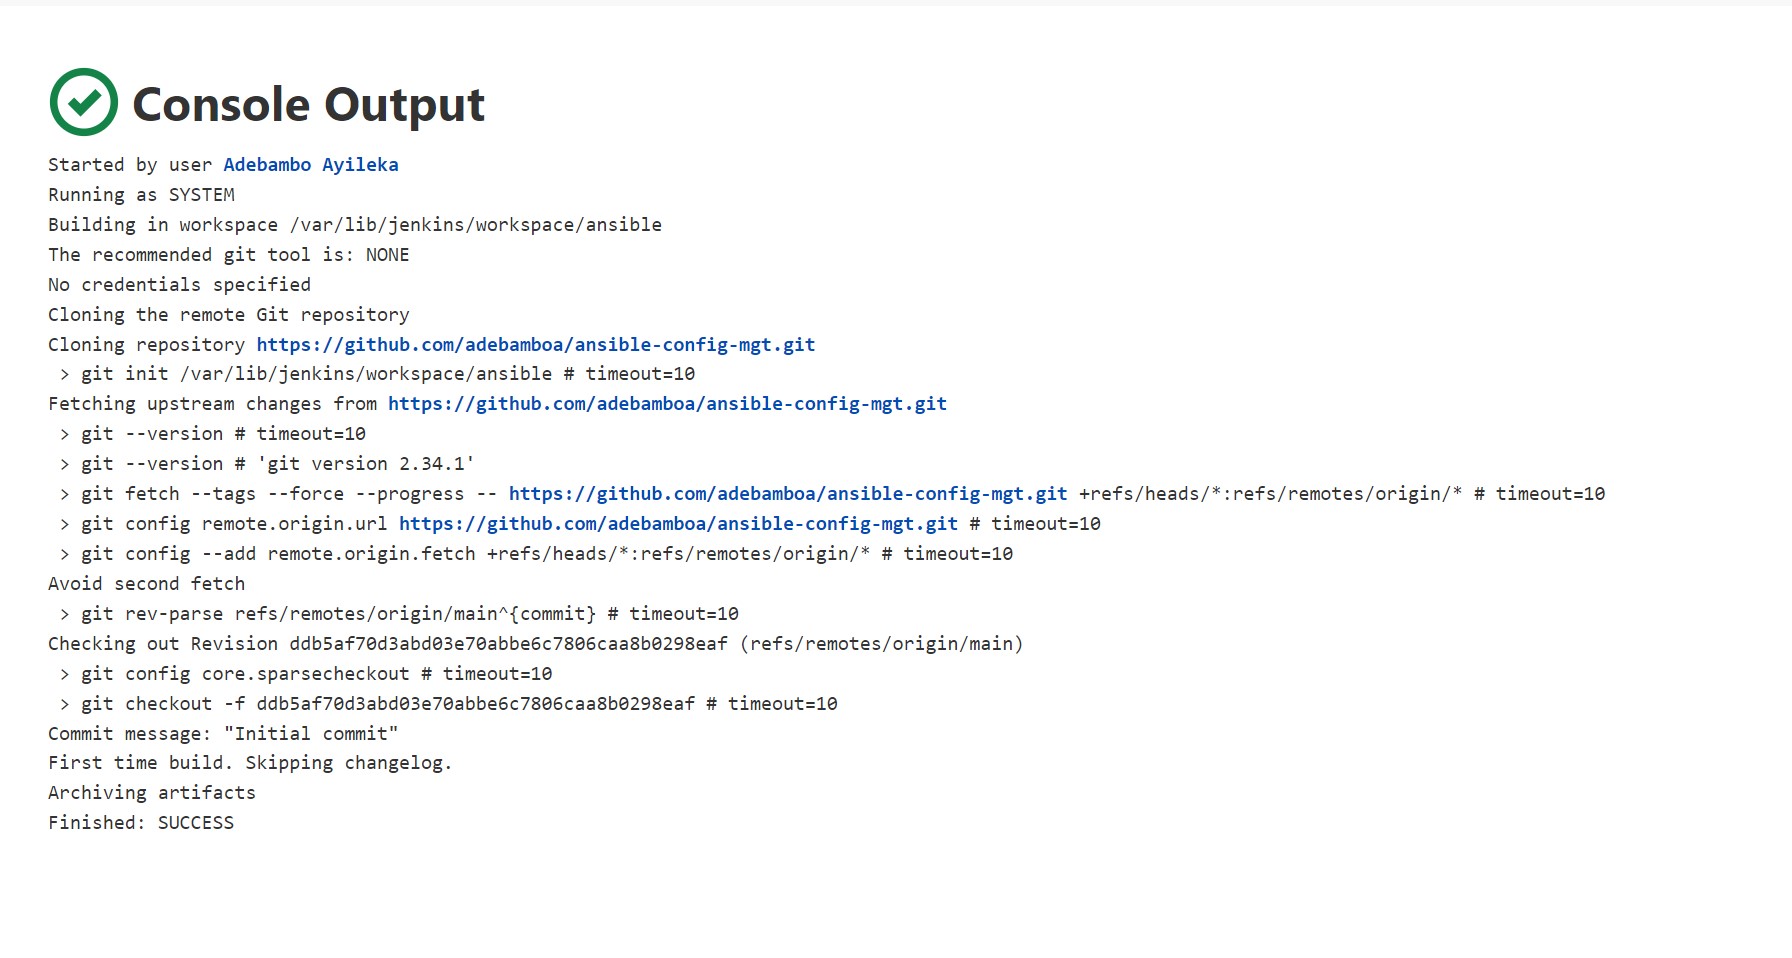 Console Output
Started by user Adebambo Ayileka
Running as SYSTEM
Building in workspace /var/lib/jenkins/workspace/ansible
The recommended git tool is: NONE
No credentials specified
Cloning the remote Git repository
Cloning repository https://github.com/adebamboa/ansible-config-mgt.git
 > git init /var/lib/jenkins/workspace/ansible # timeout=10
Fetching upstream changes from https://github.com/adebamboa/ansible-config-mgt.git
 > git --version # timeout=10
 > git --version # 'git version 2.34.1'
 > git fetch --tags --force --progress -- https://github.com/adebamboa/ansible-config-mgt.git +refs/heads/*:refs/remotes/origin/* # timeout=10
 > git config remote.origin.url https://github.com/adebamboa/ansible-config-mgt.git # timeout=10
 > git config --add remote.origin.fetch +refs/heads/*:refs/remotes/origin/* # timeout=10
Avoid second fetch
 > git rev-parse refs/remotes/origin/main^{commit} # timeout=10
Checking out Revision ddb5af70d3abd03e70abbe6c7806caa8b0298eaf (refs/remotes/origin/main)
 > git config core.sparsecheckout # timeout=10
 > git checkout -f ddb5af70d3abd03e70abbe6c7806caa8b0298eaf # timeout=10
Commit message: "Initial commit"
First time build. Skipping changelog.
Archiving artifacts
Finished: SUCCESS